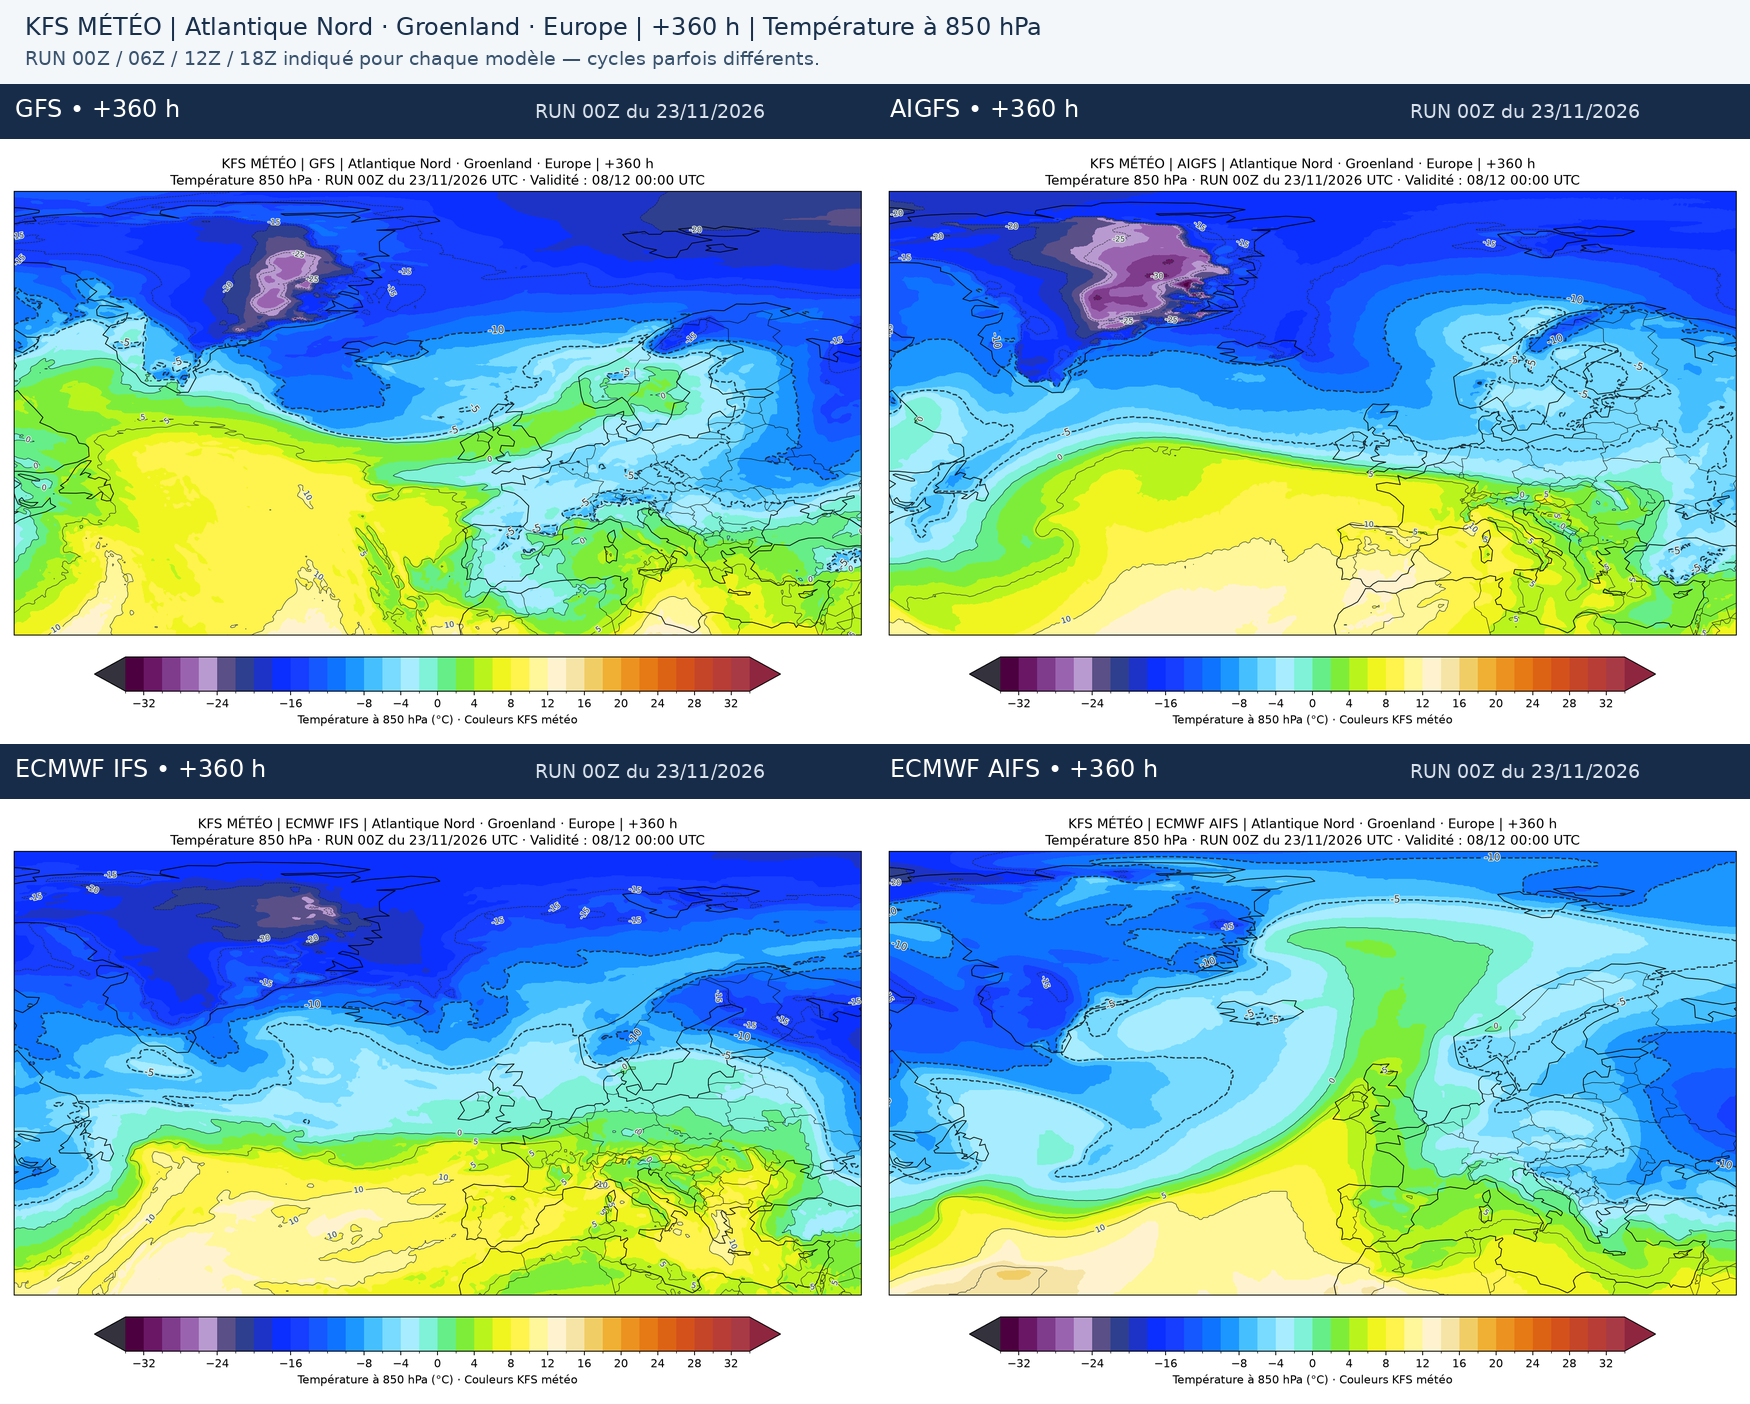 KFS MÉTÉO | Atlantique Nord · Groenland · Europe | +360 h | Température à 850 hPa
RUN 00Z / 06Z / 12Z / 18Z indiqué pour chaque modèle — cycles parfois différents.
GFS • +360 h
RUN 00Z du 23/11/2026
AIGFS • +360 h
RUN 00Z du 23/11/2026
KFS MÉTÉO | GFS | Atlantique Nord · Groenland · Europe | +360 h
Température 850 hPa · RUN 00Z du 23/11/2026 UTC · Validité : 08/12 00:00 UTC
KFS MÉTÉO | AIGFS | Atlantique Nord · Groenland · Europe | +360 h
Température 850 hPa · RUN 00Z du 23/11/2026 UTC · Validité : 08/12 00:00 UTC
−32 −24 −16 −8 −4 0 4 8 12 16 20 24 28 32
Température à 850 hPa (°C) · Couleurs KFS météo
−32 −24 −16 −8 −4 0 4 8 12 16 20 24 28 32
Température à 850 hPa (°C) · Couleurs KFS météo
ECMWF IFS • +360 h
RUN 00Z du 23/11/2026
ECMWF AIFS • +360 h
RUN 00Z du 23/11/2026
KFS MÉTÉO | ECMWF IFS | Atlantique Nord · Groenland · Europe | +360 h
Température 850 hPa · RUN 00Z du 23/11/2026 UTC · Validité : 08/12 00:00 UTC
KFS MÉTÉO | ECMWF AIFS | Atlantique Nord · Groenland · Europe | +360 h
Température 850 hPa · RUN 00Z du 23/11/2026 UTC · Validité : 08/12 00:00 UTC
−32 −24 −16 −8 −4 0 4 8 12 16 20 24 28 32
Température à 850 hPa (°C) · Couleurs KFS météo
−32 −24 −16 −8 −4 0 4 8 12 16 20 24 28 32
Température à 850 hPa (°C) · Couleurs KFS météo